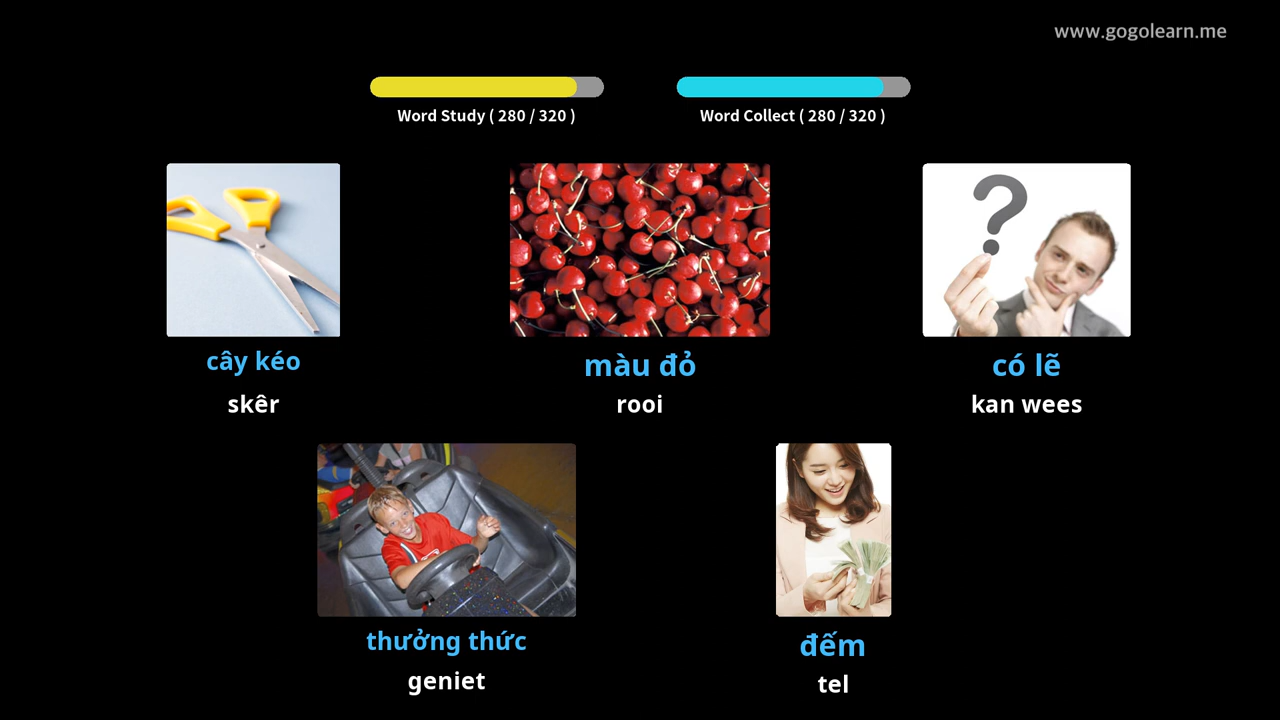 www.gogolearn.me
Word Study ( 280 / 320 )
Word Collect ( 280 / 320 )
cây kéo
skêr
màu đỏ
rooi
có lẽ
kan wees
thưởng thức
geniet
đếm
tel